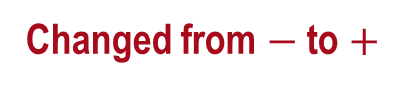 Changed from − to +